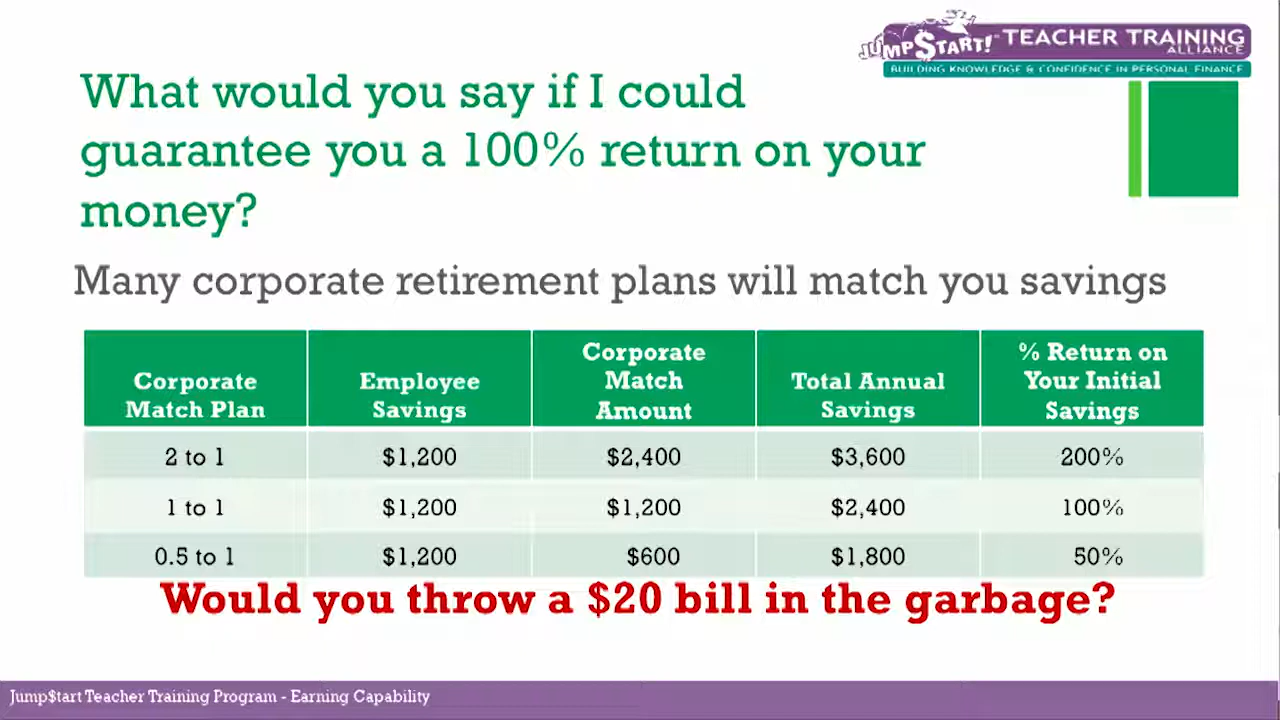 JUMP$TART! TEACHER TRAINING
ALLIANCE
BUILDING KNOWLEDGE & CONFIDENCE IN PERSONAL FINANCE
What would you say if I could
guarantee you a 100% return on your
money?
Many corporate retirement plans will match you savings
Corporate Match Plan Employee Savings Corporate Match Amount Total Annual Savings % Return on Your Initial Savings
2 to 1 $1,200 $2,400 $3,600 200%
1 to 1 $1,200 $1,200 $2,400 100%
0.5 to 1 $1,200 $600 $1,800 50%
Would you throw a $20 bill in the garbage?
Jump$tart Teacher Training Program - Earning Capability